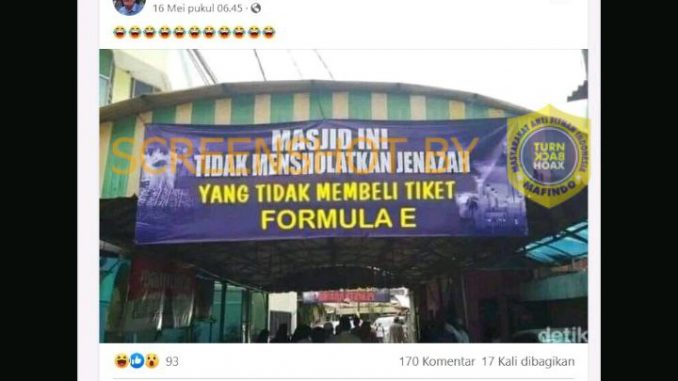 16 Mei pukul 06.45 ·
😂😂😂😂😂😂😂😂😂😂😂
MASJID INI
TIDAK MENSHOLATKAN JENAZAH
YANG TIDAK MEMBELI TIKET
FORMULA E
SCREENSHOT BY
MASYARAKAT ANTI FITNAH INDONESIA
TURN
BACK
HOAX
MAFINDO
detik
93
170 Komentar 17 Kali dibagikan